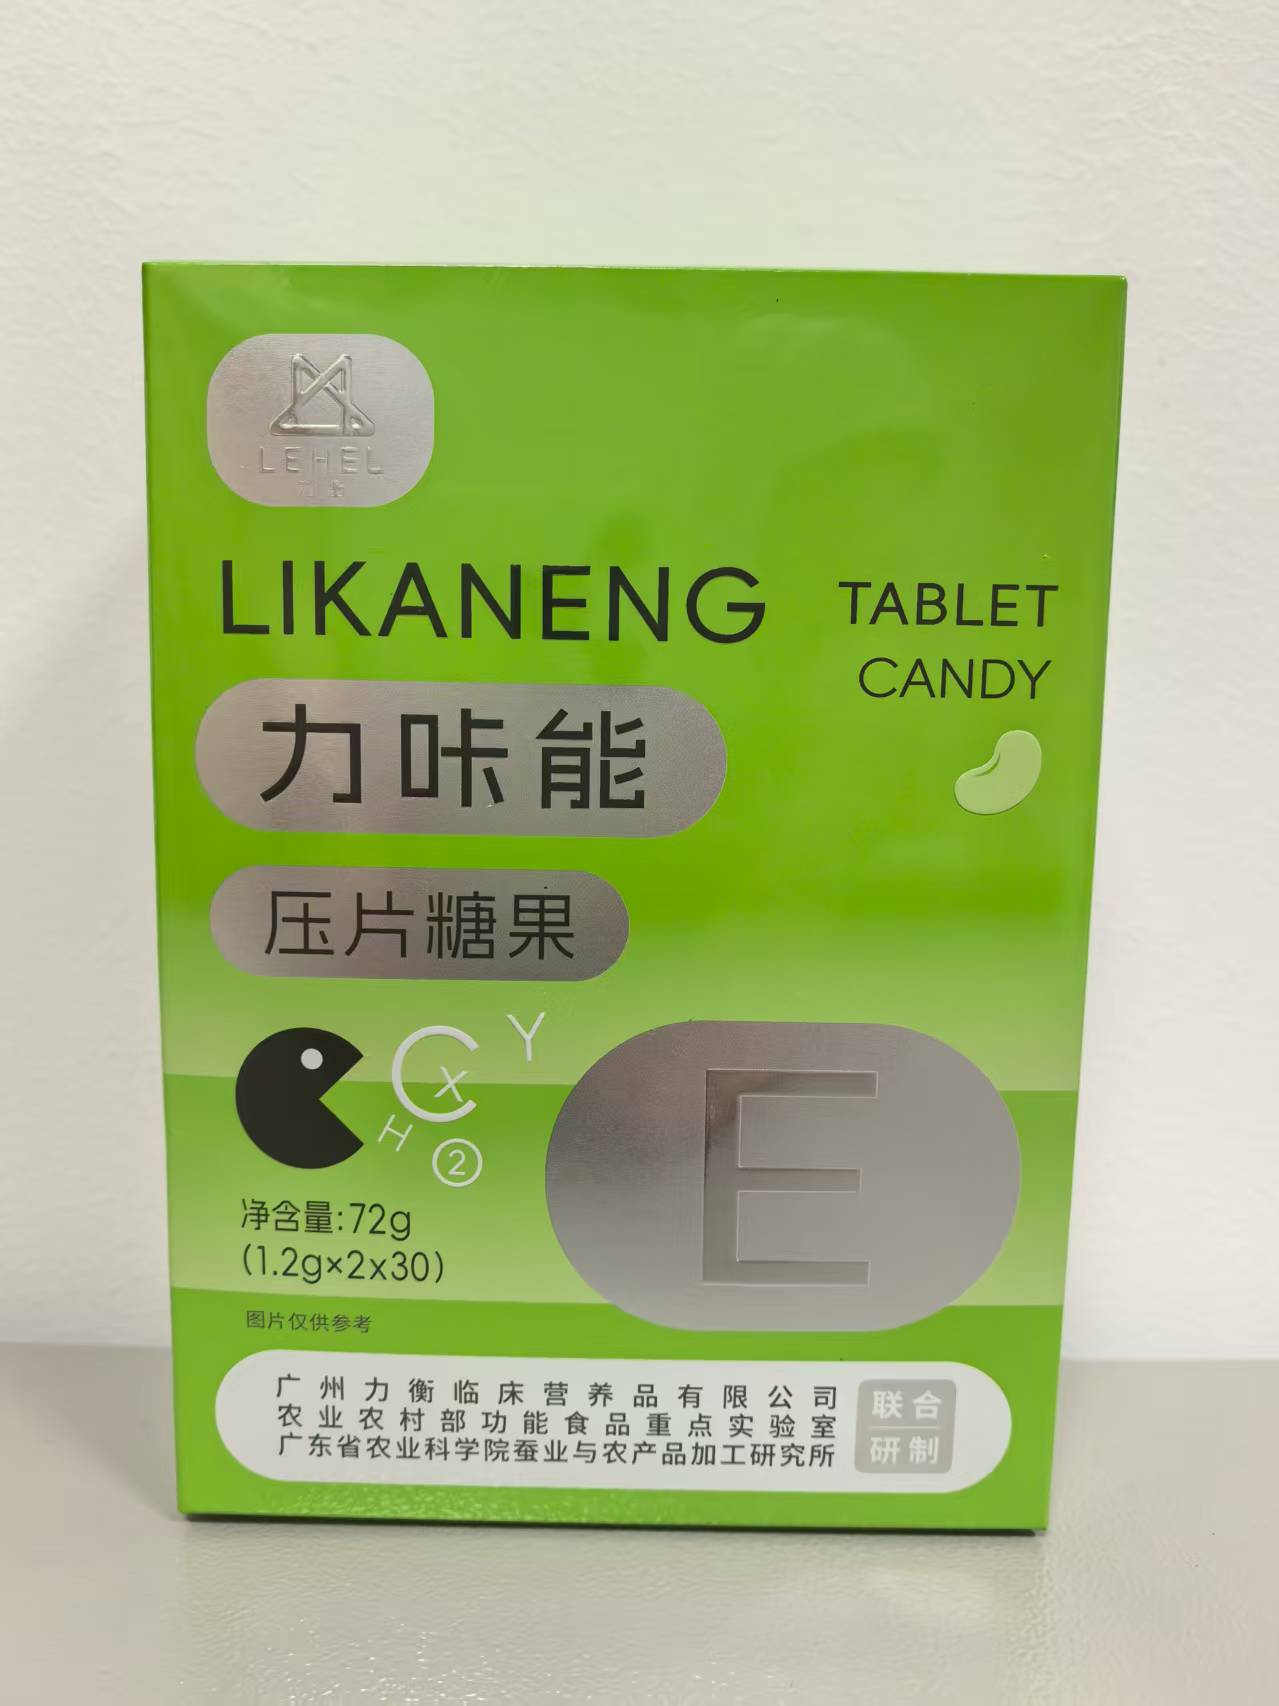 LEHEL
力衡
LIKANENG
TABLET
CANDY
力咔能
压片糖果
C
X
Y
H
2
E
净含量:72g
(1.2g×2x30)
图片仅供参考
广州力衡临床营养品有限公司
农业农村部功能食品重点实验室
广东省农业科学院蚕业与农产品加工研究所
联合
研制